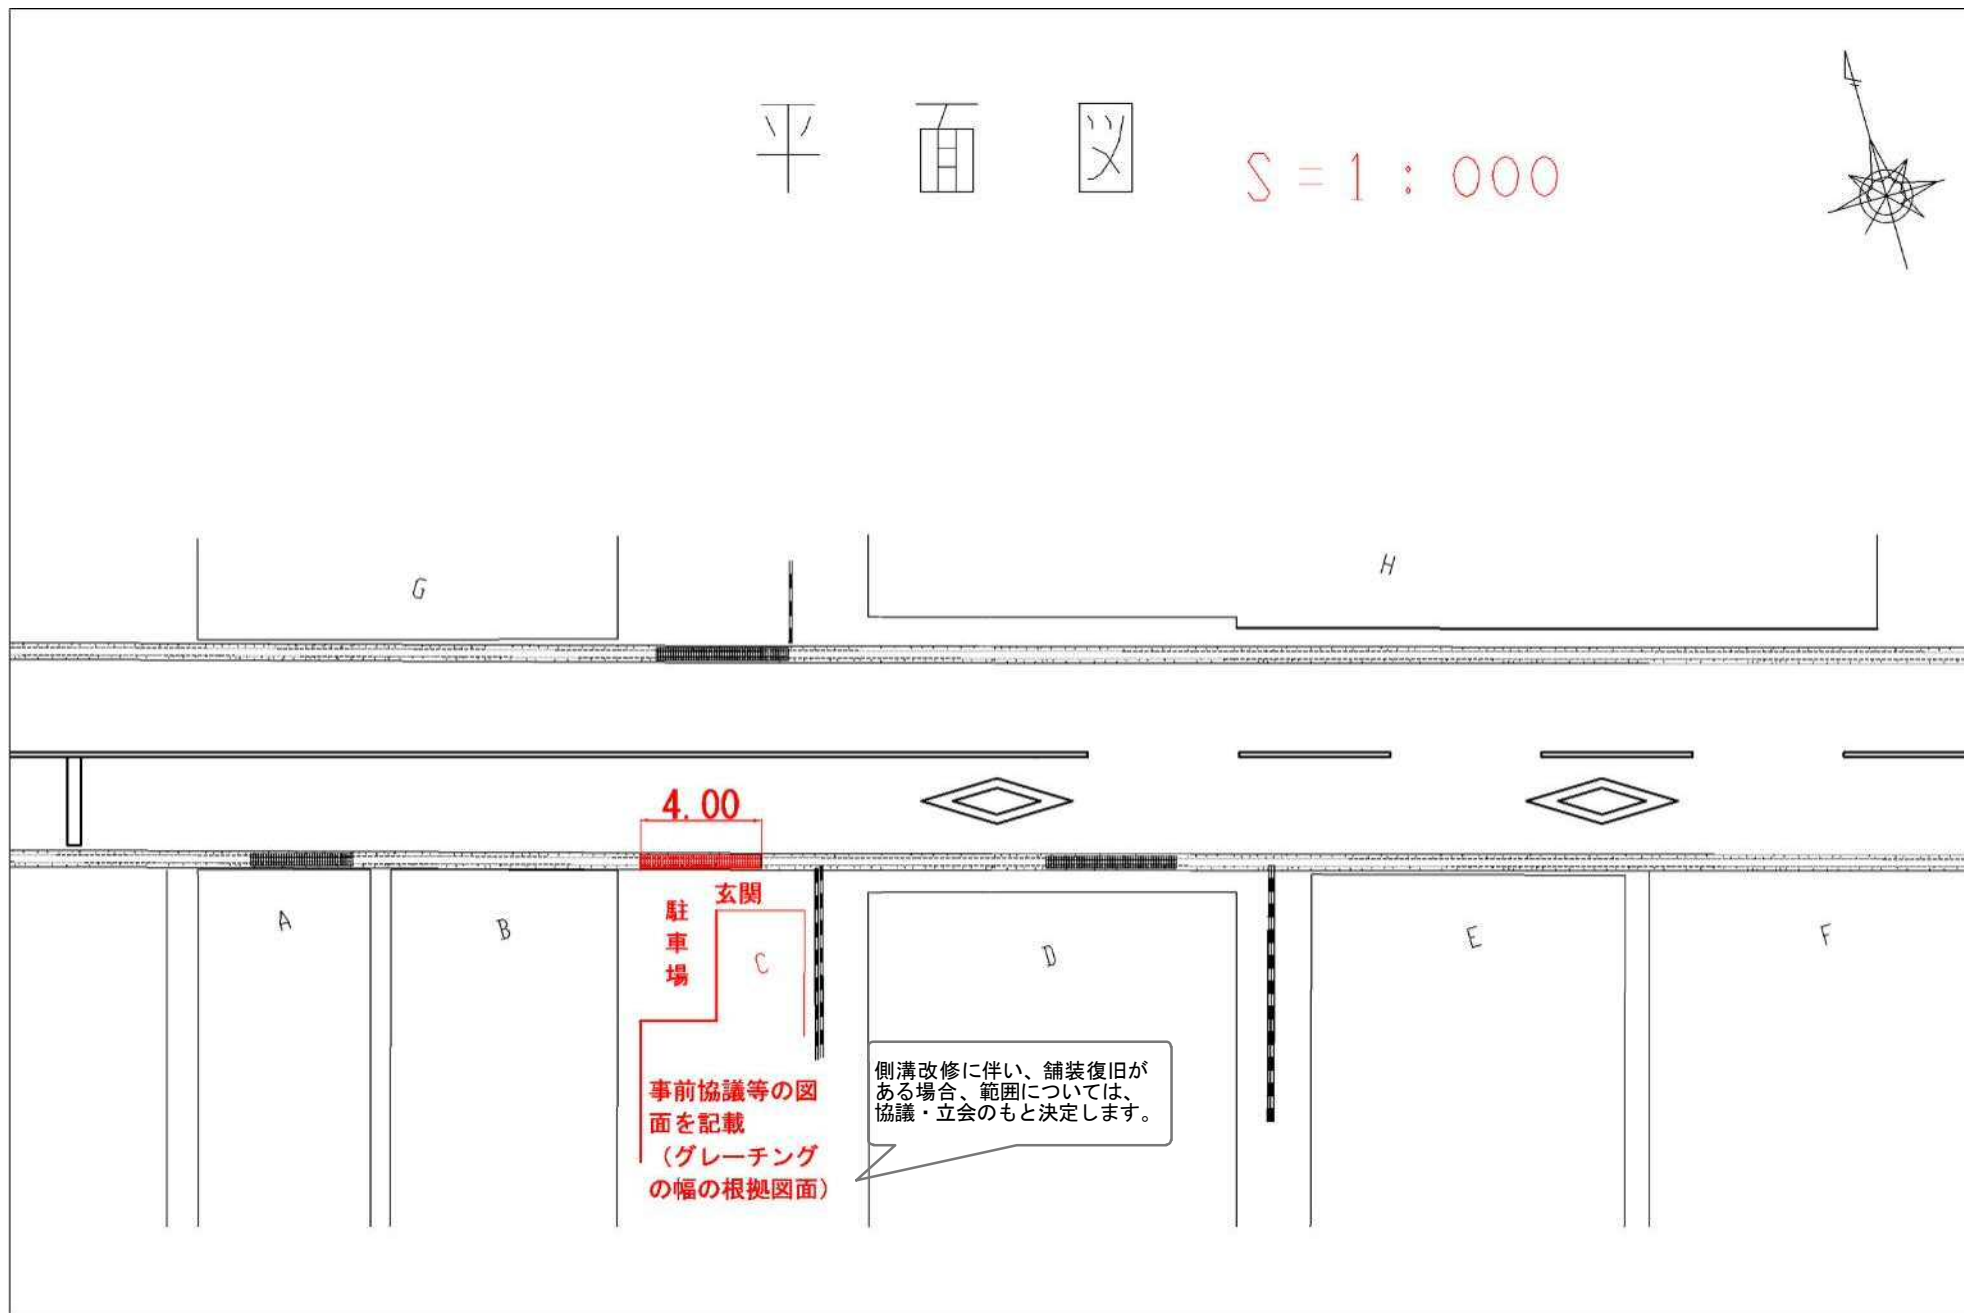 平面図
S=1:000
G
H
4.00
玄関
駐車場
A
B
C
D
E
F
事前協議等の図
面を記載
（グレーチング
の幅の根拠図面）
側溝改修に伴い、舗装復旧が
ある場合、範囲については、
協議・立会のもと決定します。